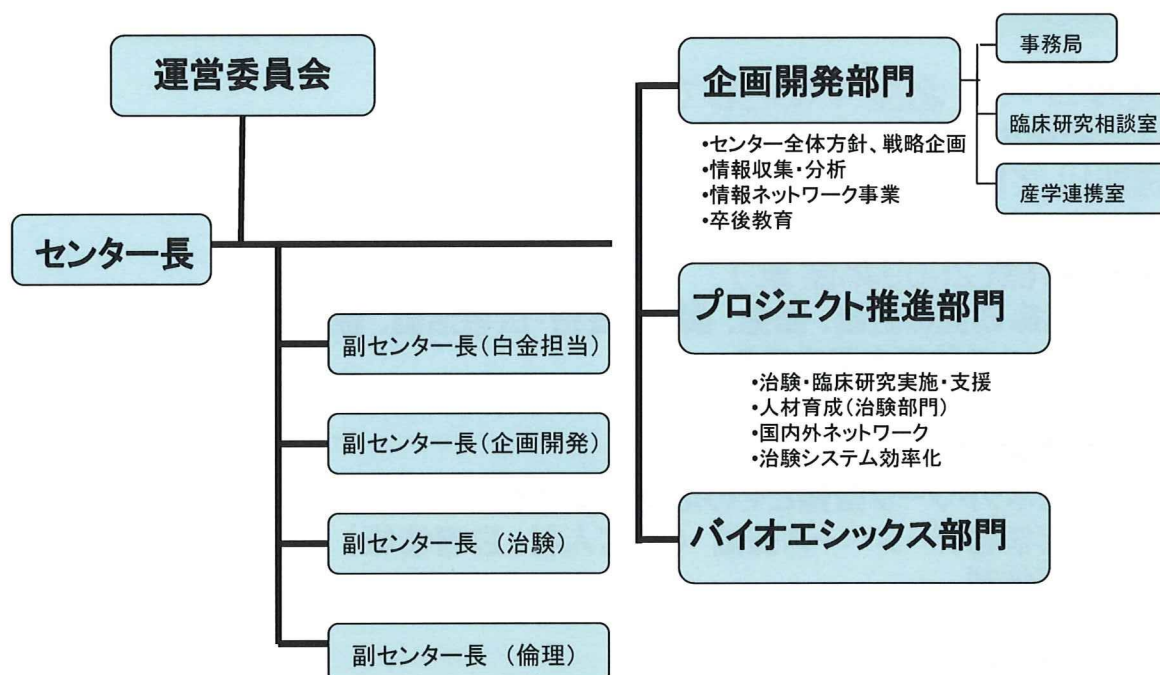 運営委員会
センター長
副センター長(白金担当)
副センター長(企画開発)
副センター長 (治験)
副センター長 (倫理)
企画開発部門
•センター全体方針、戦略企画
•情報収集・分析
•情報ネットワーク事業
•卒後教育
事務局
臨床研究相談室
産学連携室
プロジェクト推進部門
•治験・臨床研究実施・支援
•人材育成(治験部門)
•国内外ネットワーク
•治験システム効率化
バイオエシックス部門